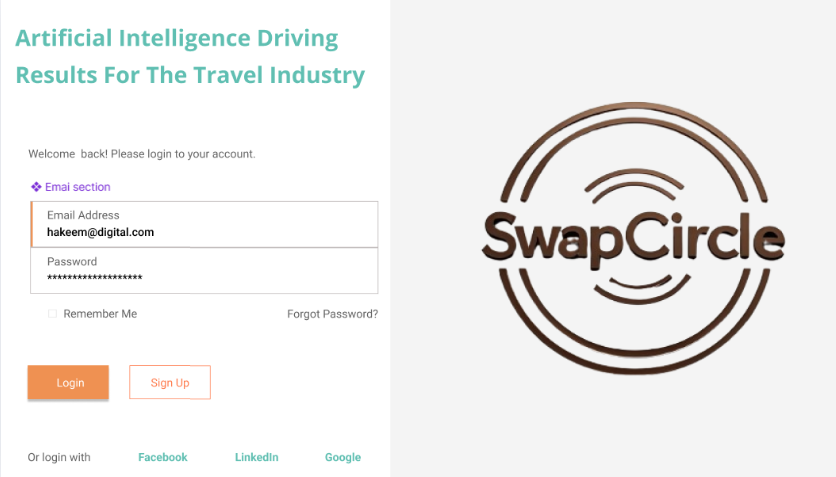 Artificial Intelligence Driving
Results For The Travel Industry
Welcome back! Please login to your account.
Emai section
Email Address
hakeem@digital.com
Password
*******************
Remember Me
Forgot Password?
Login
Sign Up
Or login with
Facebook
LinkedIn
Google
SwapCircle